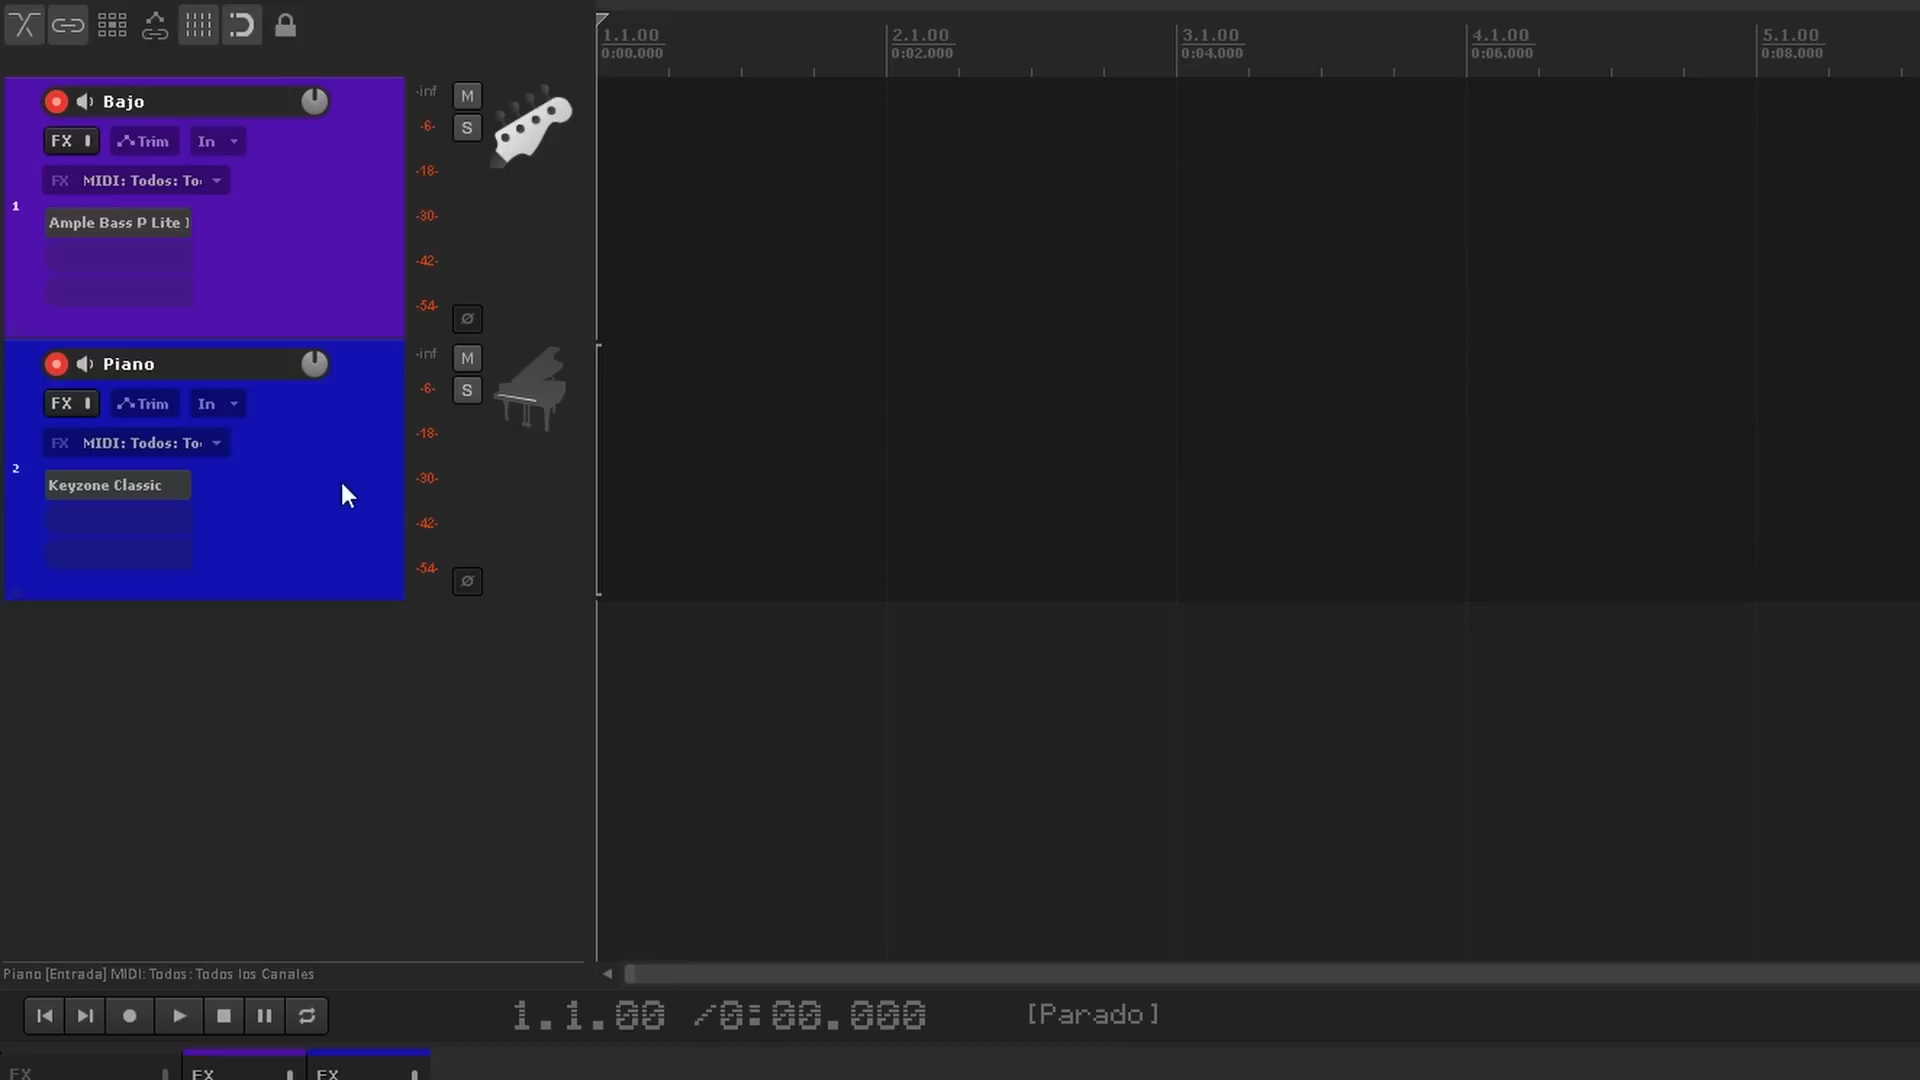 1.1.00
0:00.000
2.1.00
0:02.000
3.1.00
0:04.000
4.1.00
0:06.000
5.1.00
0:08.000
Bajo
-inf
M
-6-
S
FX
Trim
In
-18-
FX MIDI: Todos: To
1
Ample Bass P Lite
-30-
-42-
-54-
Ø
Piano
-inf
M
-6-
S
FX
Trim
In
-18-
FX MIDI: Todos: To
2
Keyzone Classic
-30-
-42-
-54-
Ø
Piano [Entrada] MIDI: Todos: Todos los Canales
1.1.00 /0:00.000
[Parado]
FX
FX
FX